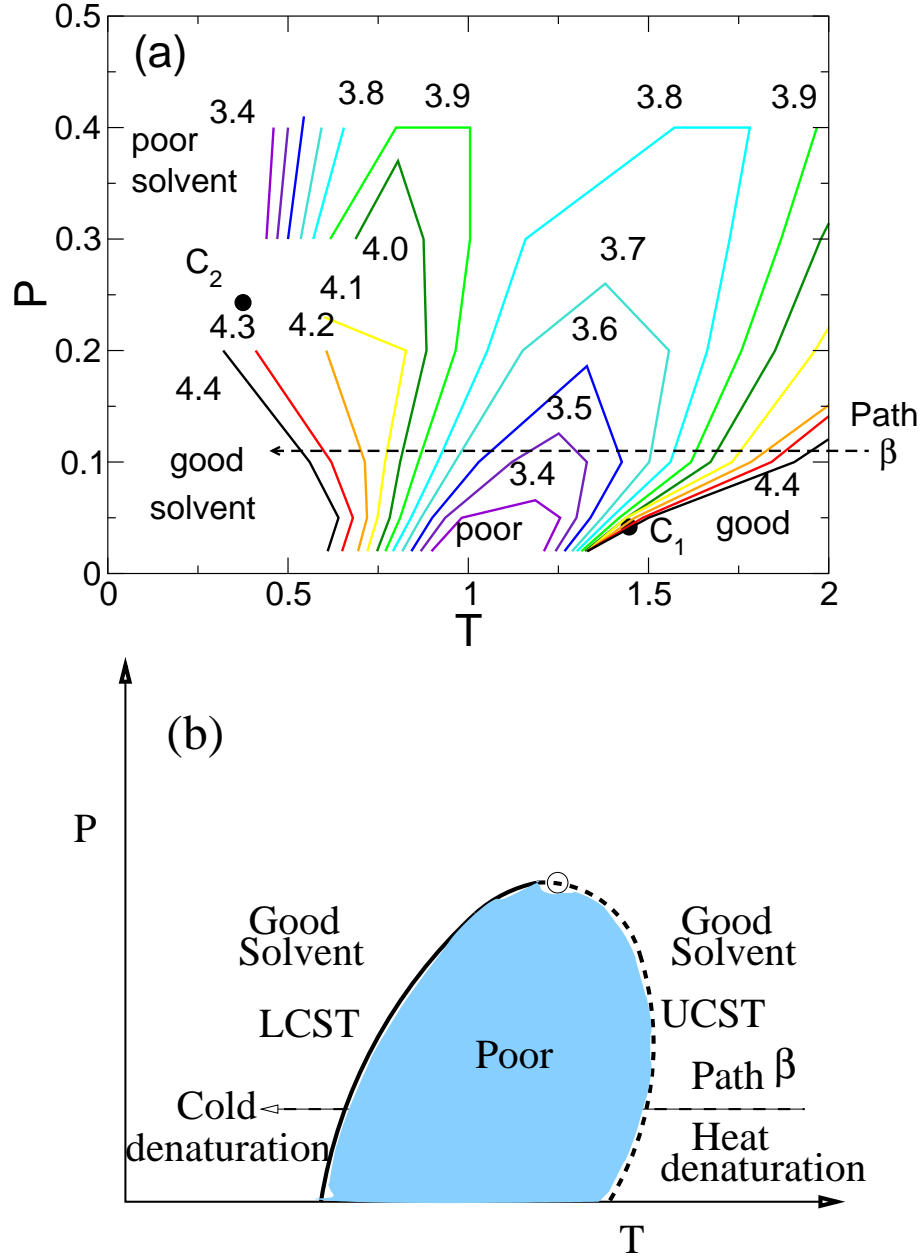 0.5
(a)
3.4
3.8
3.9
3.8
3.9
0.4
poor
solvent
0.3
4.0
3.7
C2
4.1
P
4.3
4.2
3.6
0.2
4.4
3.5
Path
β
0.1
good
3.4
4.4
solvent
poor
C1
good
0
0
0.5
1
1.5
2
T
(b)
P
Good
Solvent
Good
Solvent
LCST
UCST
Poor
Path β
Cold
denaturation
Heat
denaturation
T